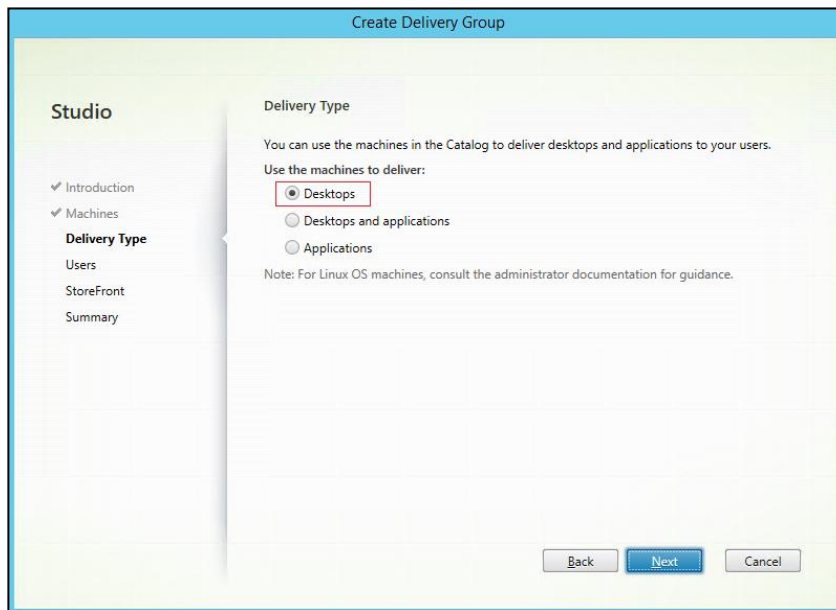 Create Delivery Group
Studio
✔ Introduction
✔ Machines
Delivery Type
Users
StoreFront
Summary
Delivery Type
You can use the machines in the Catalog to deliver desktops and applications to your users.
Use the machines to deliver:
Desktops
Desktops and applications
Applications
Note: For Linux OS machines, consult the administrator documentation for guidance.
Back
Next
Cancel